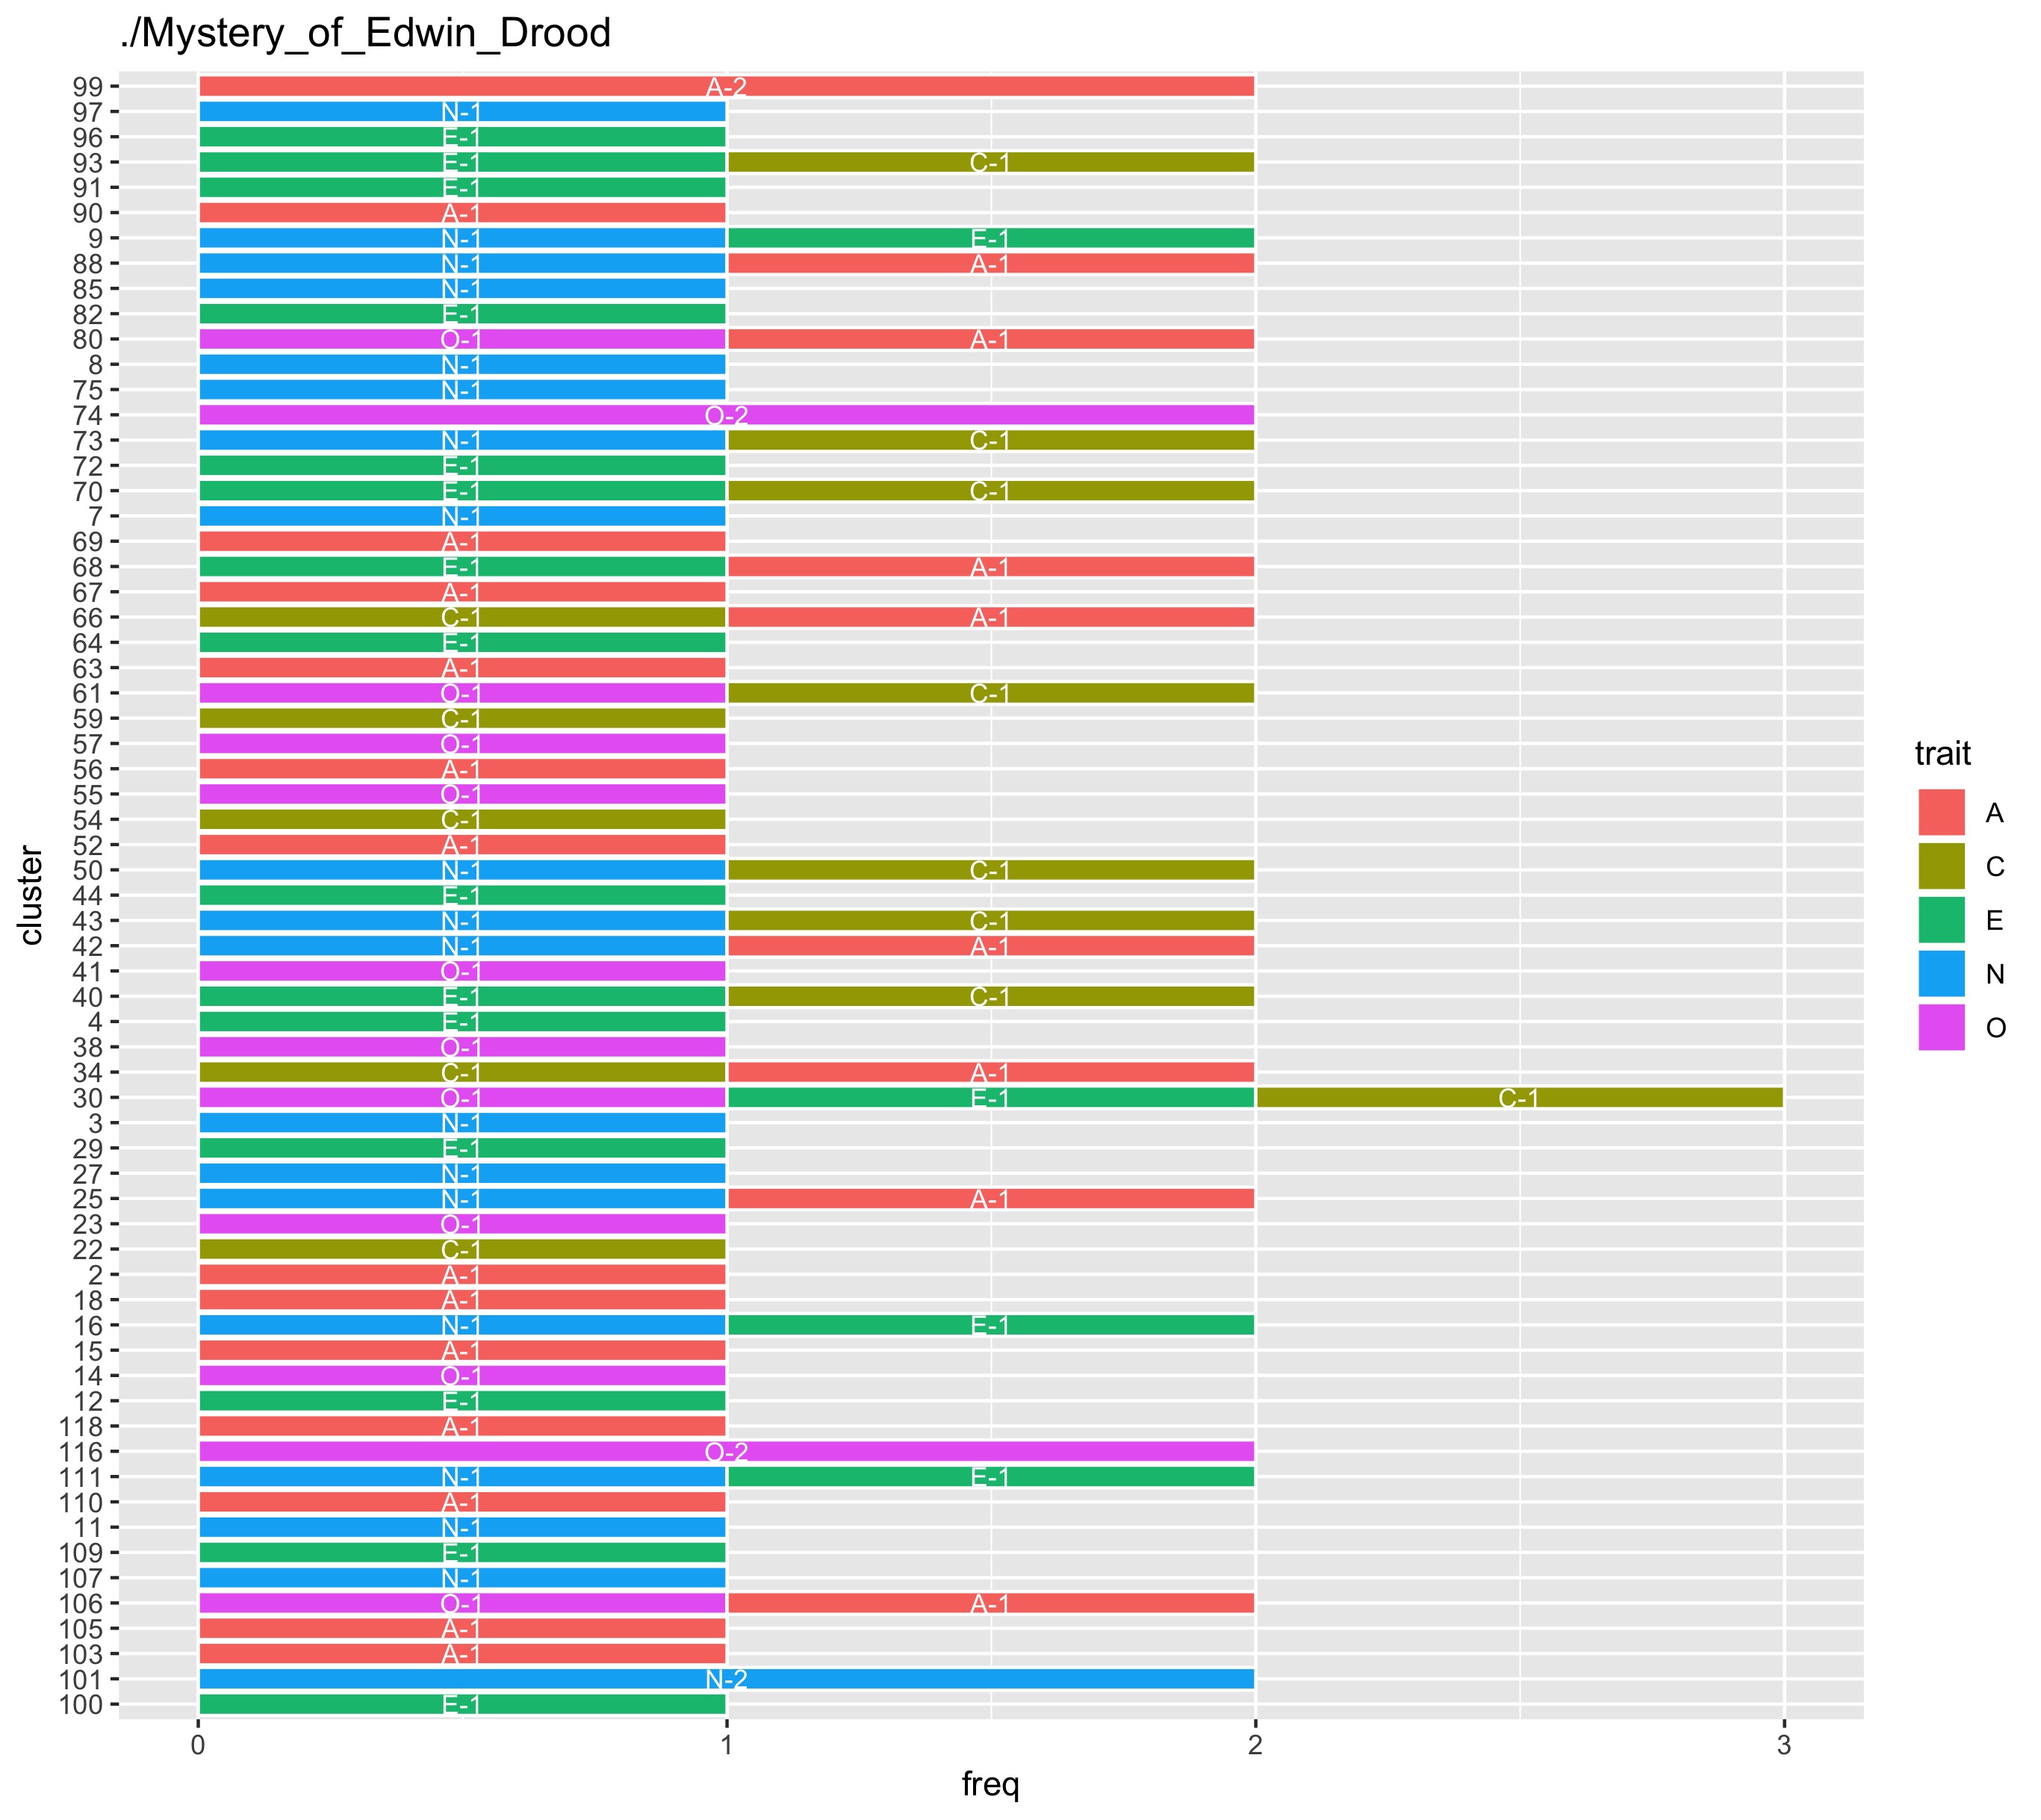 ./Mystery_of_Edwin_Drood
99 A-2
97 N-1
96 E-1
93 E-1 C-1
91 E-1
90 A-1
9 N-1 E-1
88 N-1 A-1
85 N-1
82 E-1
80 O-1 A-1
8 N-1
75 N-1
74 O-2
73 N-1 C-1
72 E-1
70 E-1 C-1
7 N-1
69 A-1
68 E-1 A-1
67 A-1
66 C-1 A-1
64 E-1
63 A-1
61 O-1 C-1
59 C-1
57 O-1
56 A-1
55 O-1
54 C-1
52 A-1
50 N-1 C-1
44 E-1
43 N-1 C-1
42 N-1 A-1
41 O-1
40 E-1 C-1
4 E-1
38 O-1
34 C-1 A-1
30 O-1 E-1 C-1
3 N-1
29 E-1
27 N-1
25 N-1 A-1
23 O-1
22 C-1
2 A-1
18 A-1
16 N-1 E-1
15 A-1
14 O-1
12 E-1
118 A-1
116 O-2
111 N-1 E-1
110 A-1
11 N-1
109 E-1
107 N-1
106 O-1 A-1
105 A-1
103 A-1
101 N-2
100 E-1
0 1 2 3
freq
cluster
trait
A
C
E
N
O